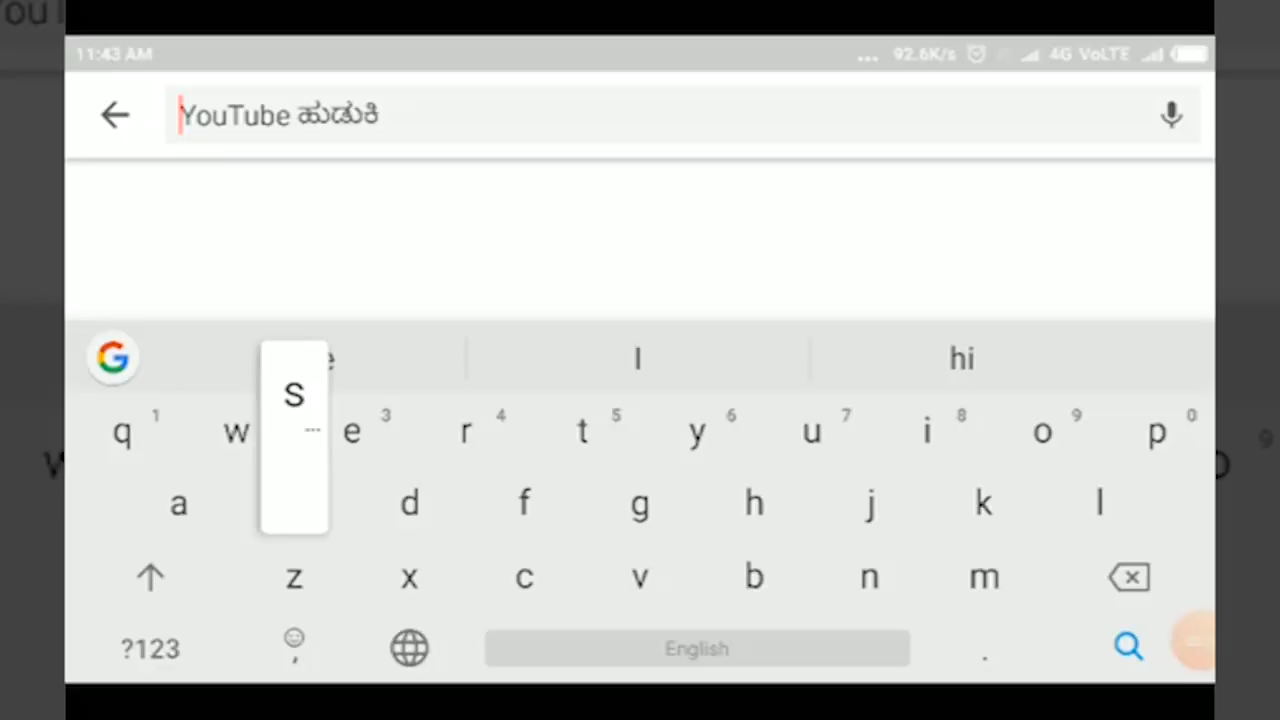 11:43 AM ... 92.6K/s 4G VoLTE
YouTube ಹುಡುಕಿ
I hi
s
q 1 w e 3 r 4 t 5 y 6 u 7 i 8 o 9 p 0
a d f g h j k l
z x c v b n m
?123 , English .